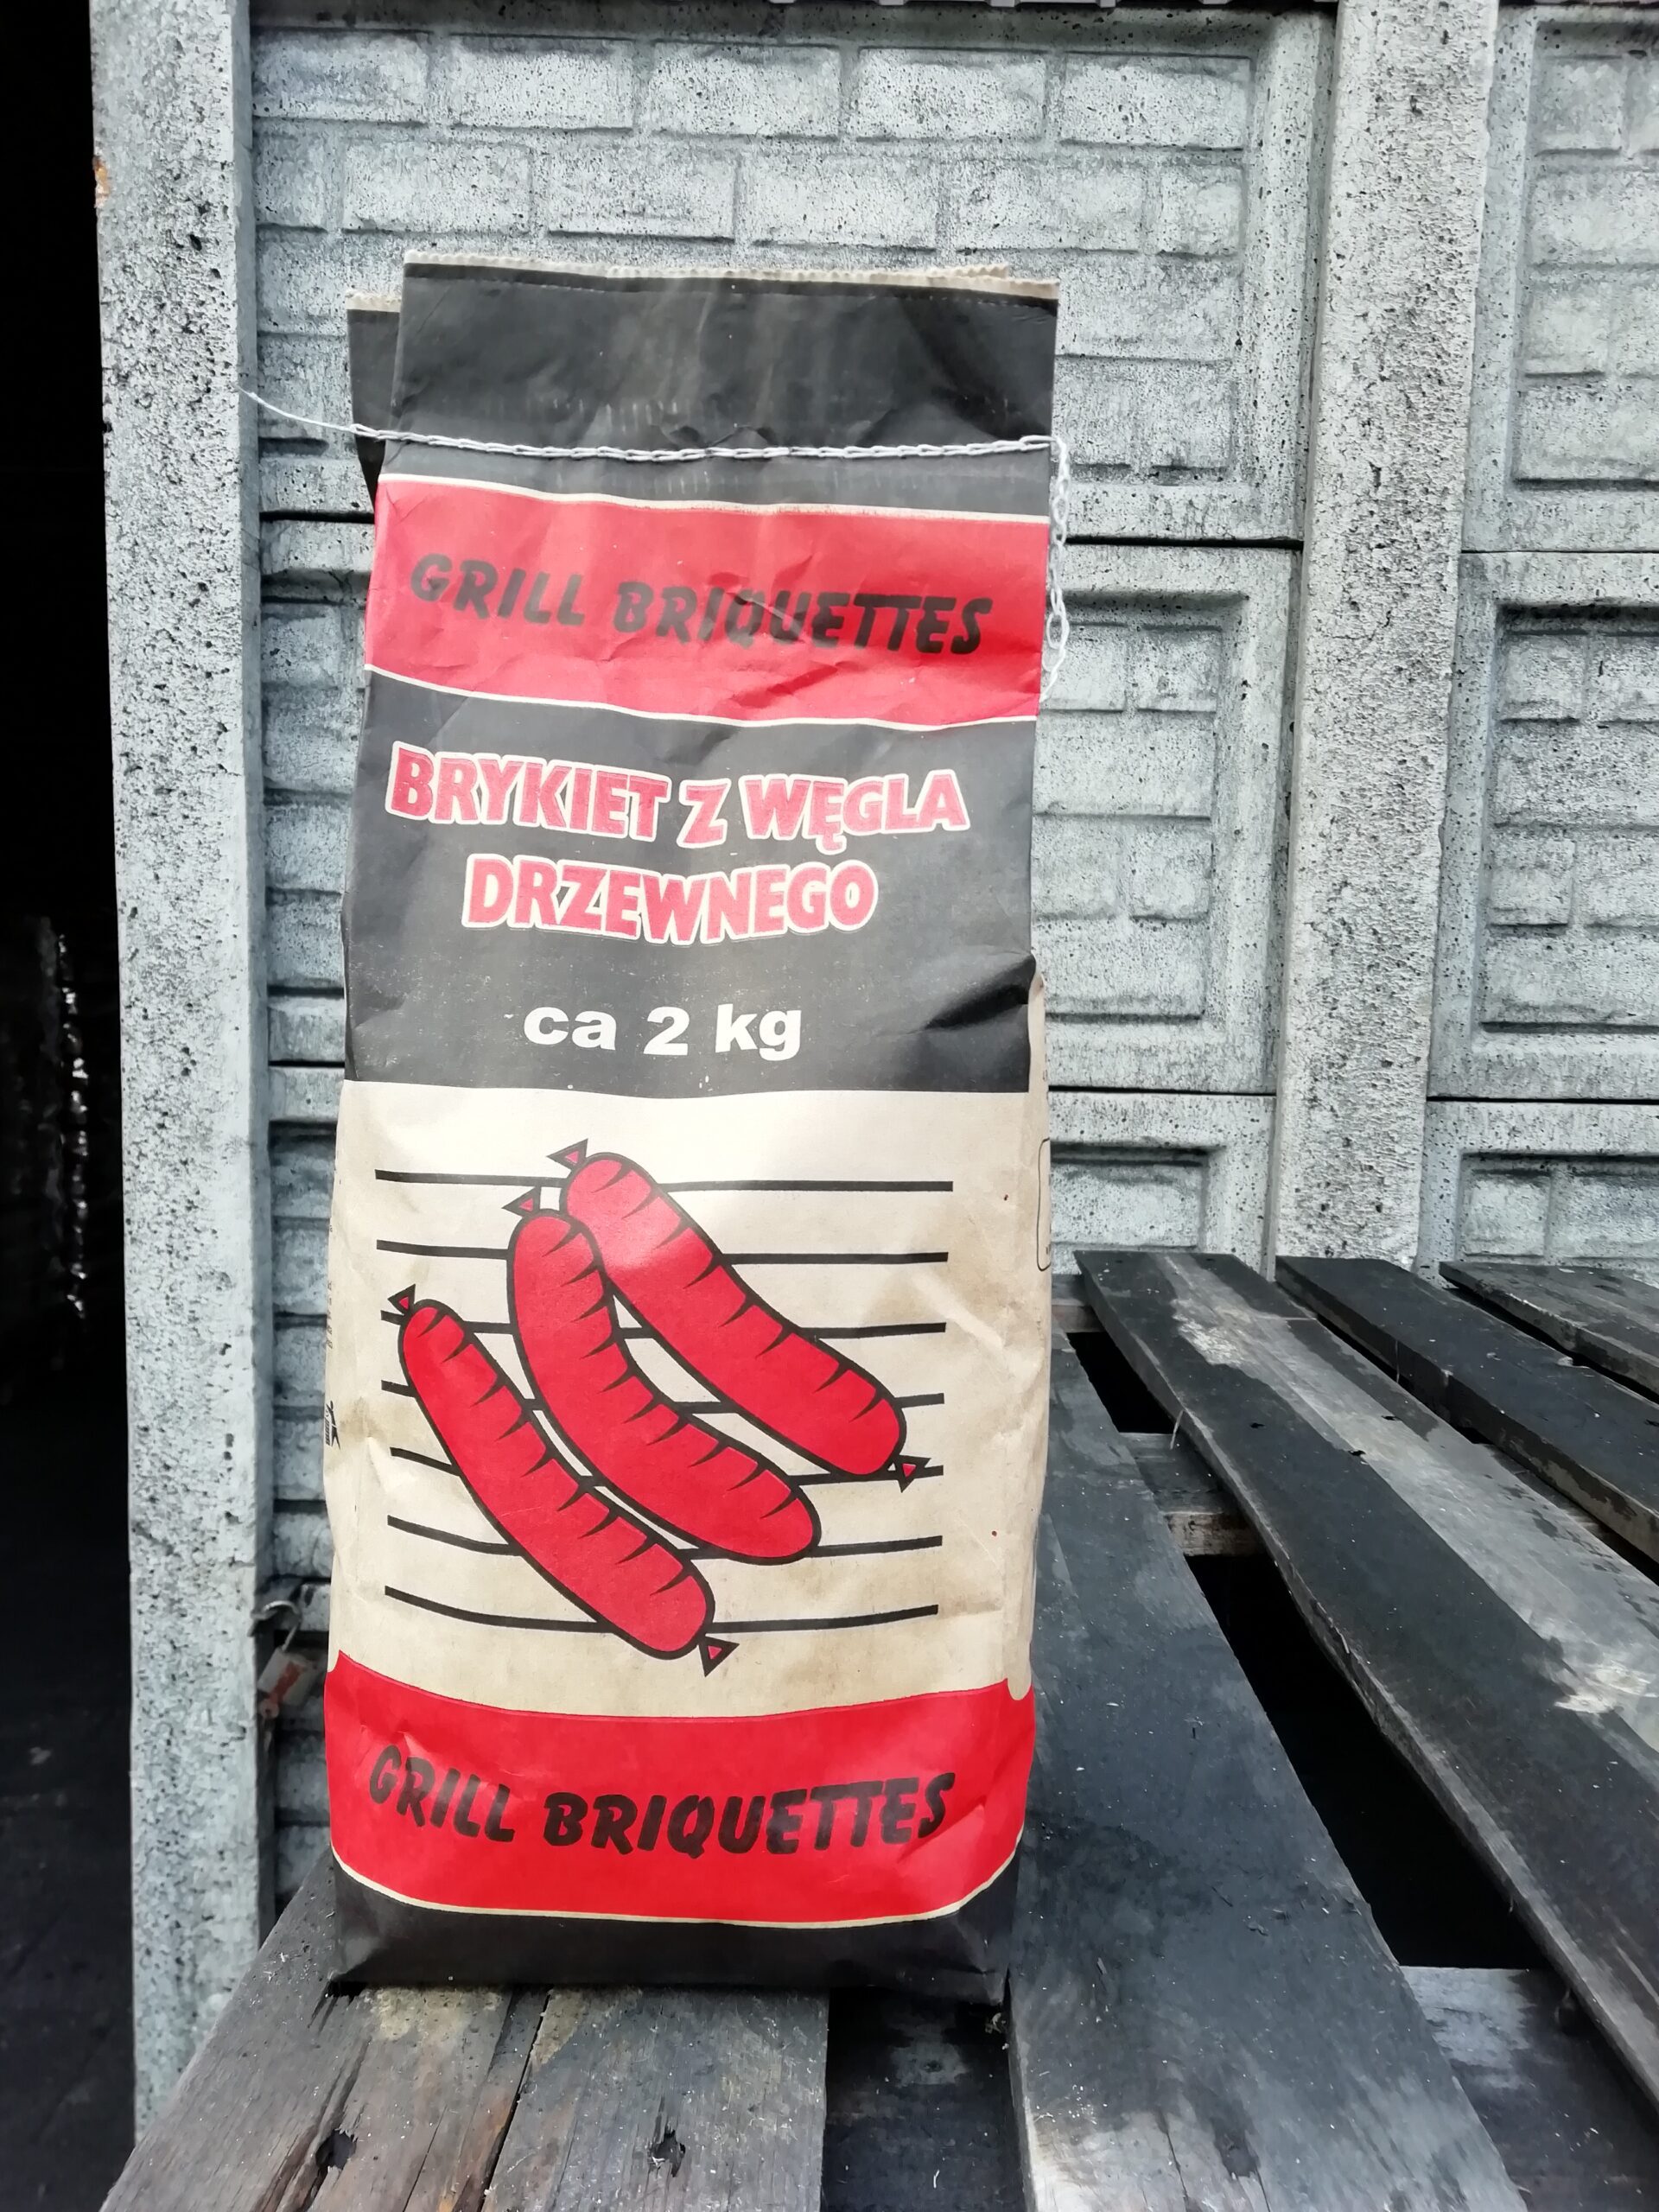 GRILL BRIQUETTES
BRYKIET Z WĘGLA
DRZEWNEGO
ca 2 kg
GRILL BRIQUETTES